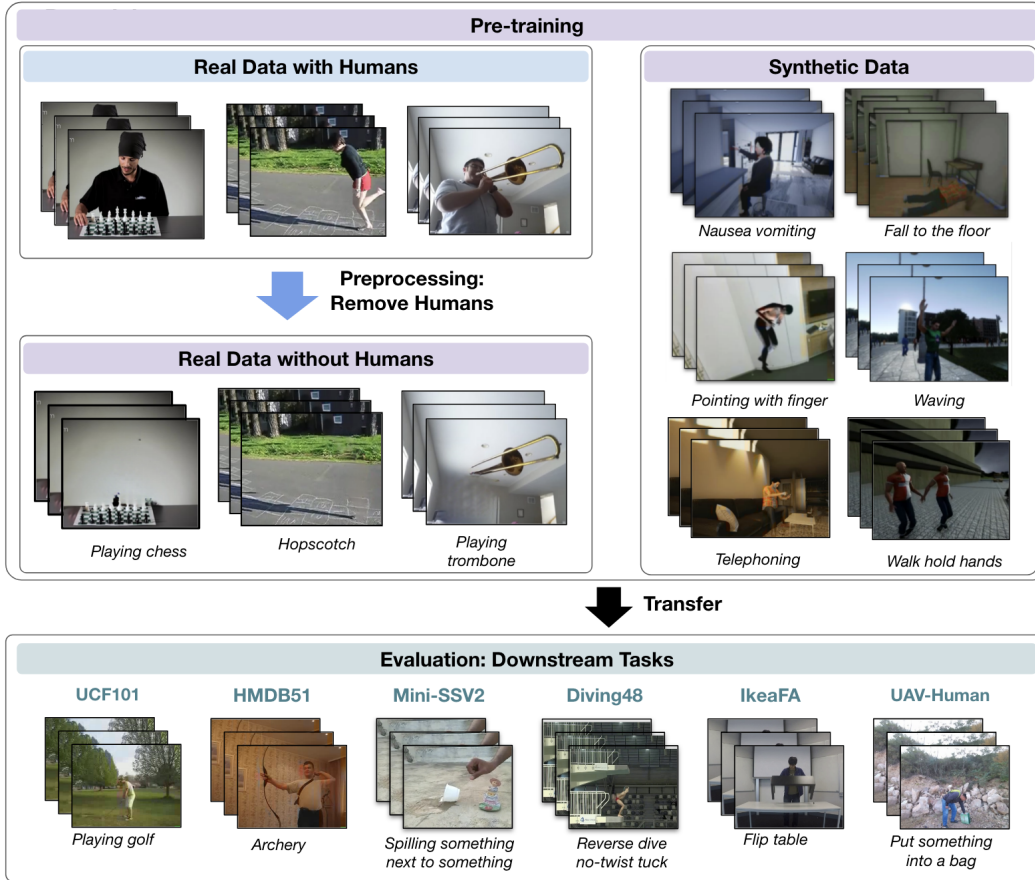 Pre-training
Real Data with Humans
Synthetic Data
Nausea vomiting
Fall to the floor
Preprocessing:
Remove Humans
Pointing with finger
Waving
Real Data without Humans
Playing chess
Hopscotch
Playing
trombone
Telephoning
Walk hold hands
Transfer
Evaluation: Downstream Tasks
UCF101
HMDB51
Mini-SSV2
Diving48
IkeaFA
UAV-Human
Playing golf
Archery
Spilling something
next to something
Reverse dive
no-twist tuck
Flip table
Put something
into a bag